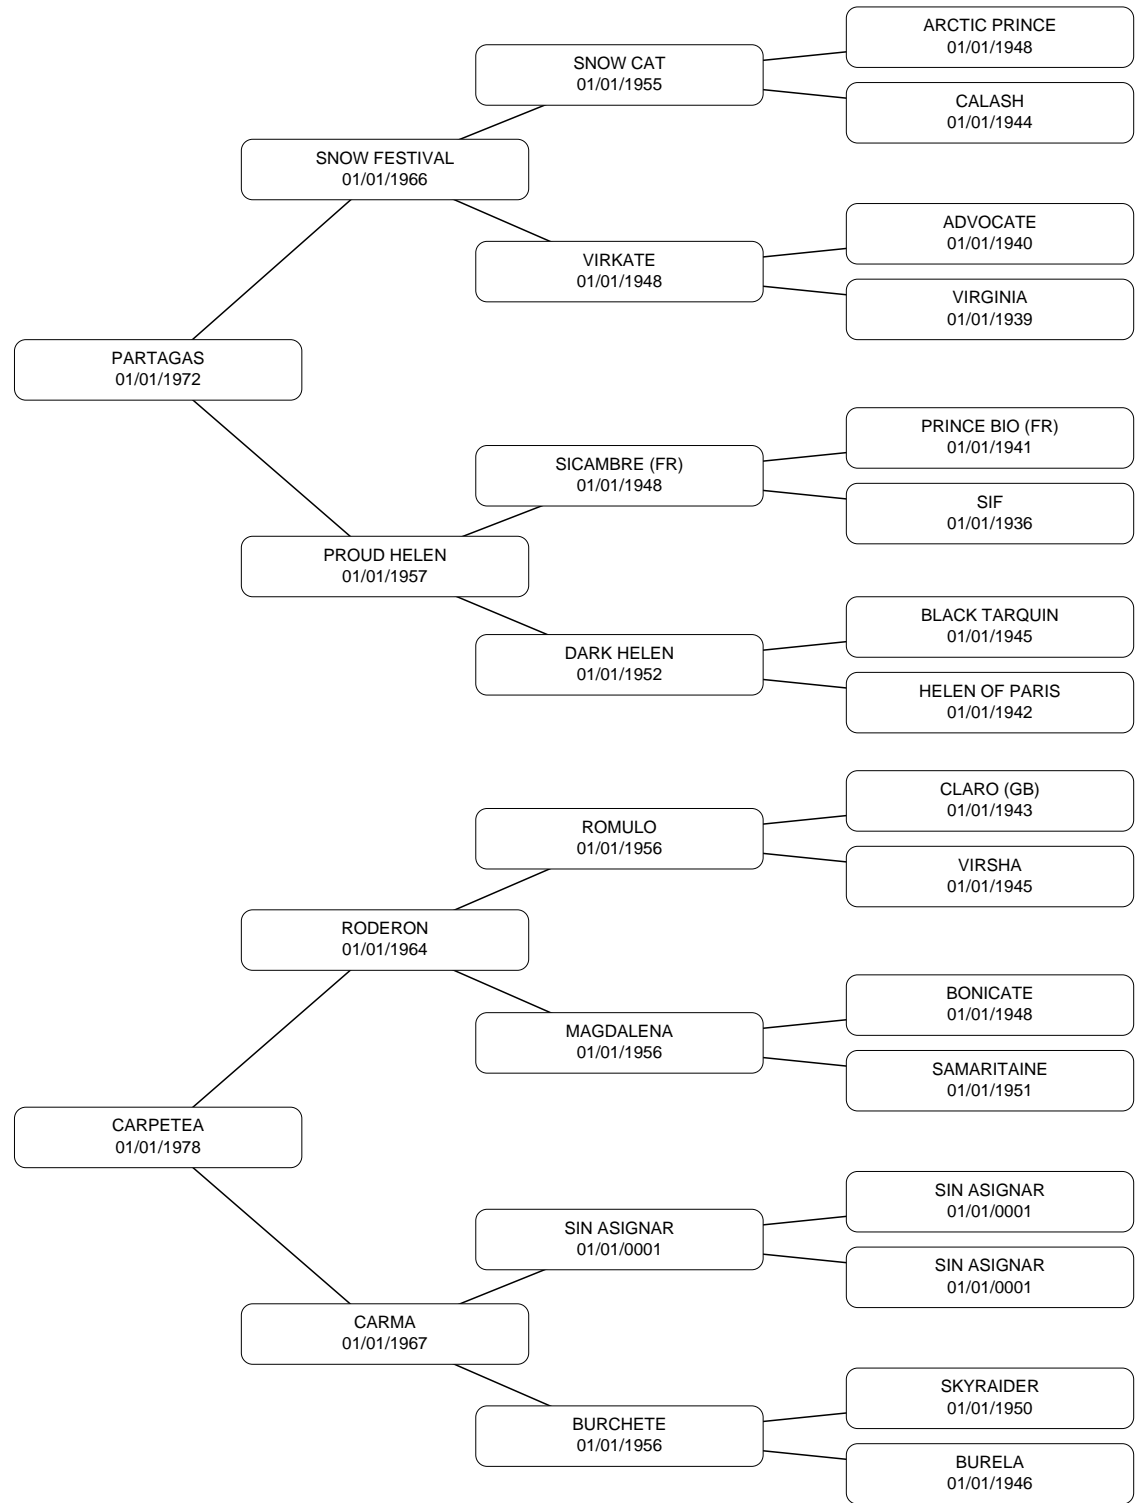 ARCTIC PRINCE
01/01/1948
SNOW CAT
01/01/1955
CALASH
01/01/1944
SNOW FESTIVAL
01/01/1966
ADVOCATE
01/01/1940
VIRKATE
01/01/1948
VIRGINIA
01/01/1939
PARTAGAS
01/01/1972
PRINCE BIO (FR)
01/01/1941
SICAMBRE (FR)
01/01/1948
SIF
01/01/1936
PROUD HELEN
01/01/1957
BLACK TARQUIN
01/01/1945
DARK HELEN
01/01/1952
HELEN OF PARIS
01/01/1942
CLARO (GB)
01/01/1943
ROMULO
01/01/1956
VIRSHA
01/01/1945
RODERON
01/01/1964
BONICATE
01/01/1948
MAGDALENA
01/01/1956
SAMARITAINE
01/01/1951
CARPETEA
01/01/1978
SIN ASIGNAR
01/01/0001
SIN ASIGNAR
01/01/0001
SIN ASIGNAR
01/01/0001
CARMA
01/01/1967
SKYRAIDER
01/01/1950
BURCHETE
01/01/1956
BURELA
01/01/1946